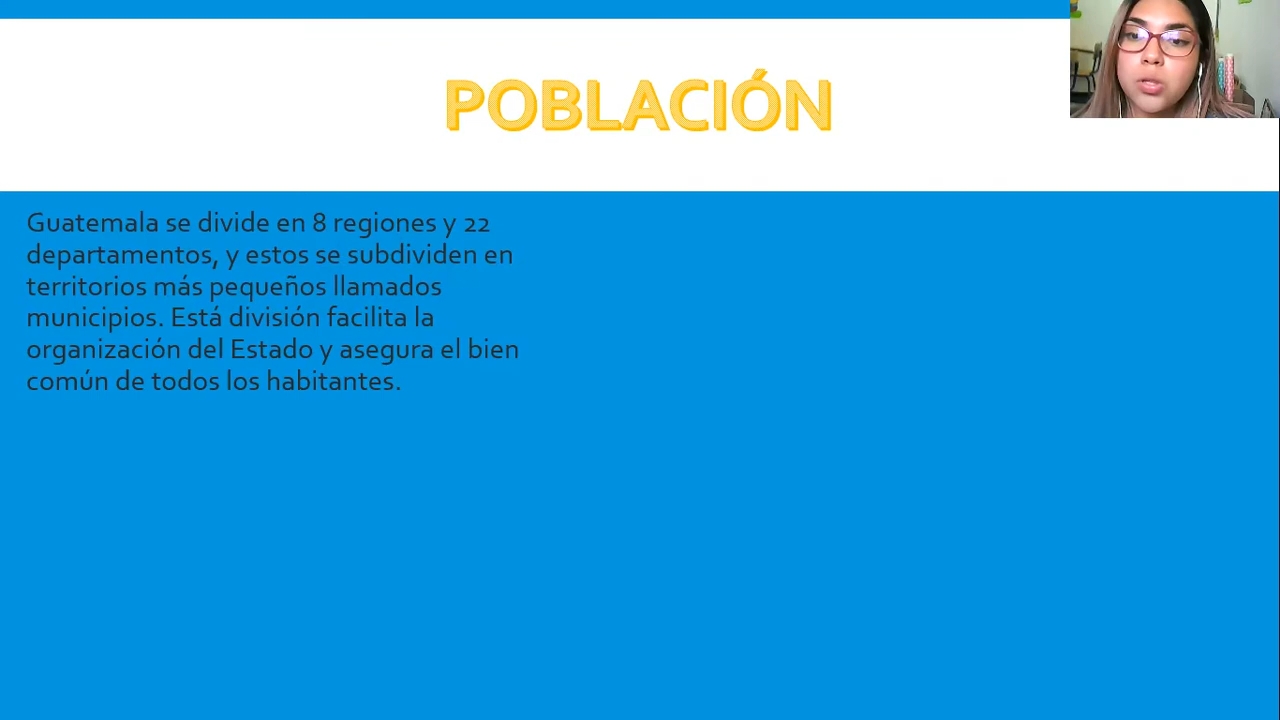 POBLACIÓN
Guatemala se divide en 8 regiones y 22
departamentos, y estos se subdividen en
territorios más pequeños llamados
municipios. Está división facilita la
organización del Estado y asegura el bien
común de todos los habitantes.